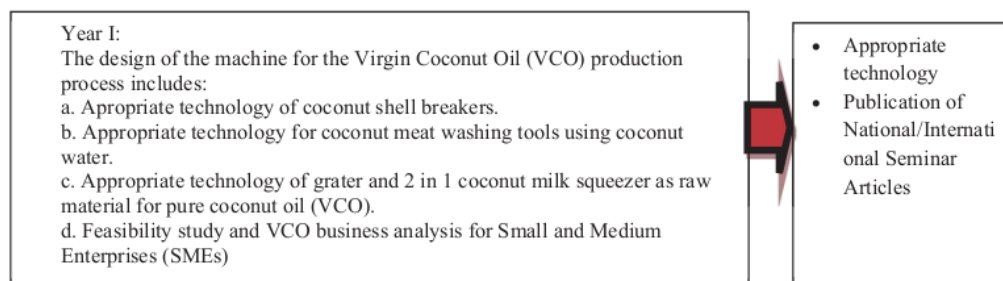 Year I:
The design of the machine for the Virgin Coconut Oil (VCO) production
process includes:
a. Apropriate technology of coconut shell breakers.
b. Appropriate technology for coconut meat washing tools using coconut
water.
c. Appropriate technology of grater and 2 in 1 coconut milk squeezer as raw
material for pure coconut oil (VCO).
d. Feasibility study and VCO business analysis for Small and Medium
Enterprises (SMEs)
• Appropriate
technology
• Publication of
National/Internati
onal Seminar
Articles